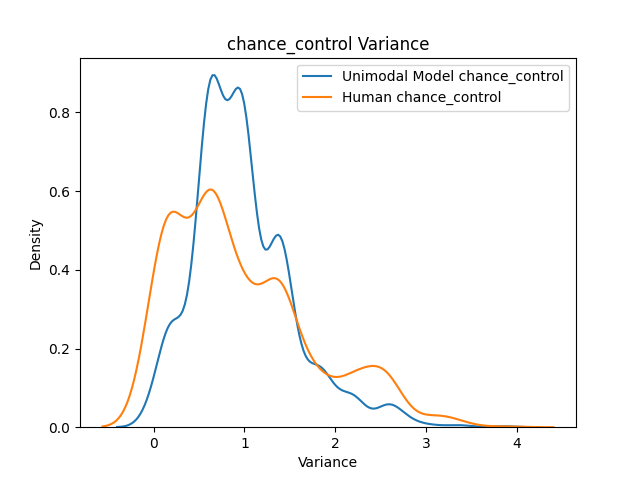 chance_control Variance
Unimodal Model chance_control
Human chance_control
Density
0.8
0.6
0.4
0.2
0.0
0 1 2 3 4
Variance